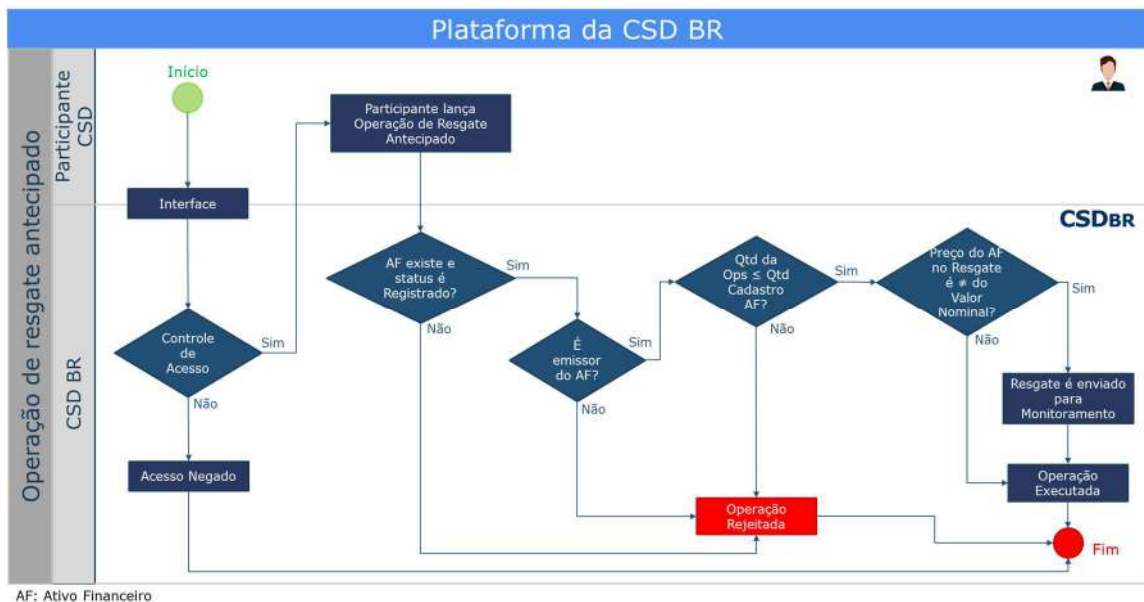 Plataforma da CSD BR
Operação de resgate antecipado
Participante
CSD
CSD BR
Início
Participante lança
Operação de Resgate
Antecipado
Interface
CSDBR
AF existe e
status é
Registrado?
Sim
Não
Qtd da
Ops ≤ Qtd
Cadastro
AF?
Sim
Não
Preço do AF
no Resgate
é ≠ do
Valor
Nominal?
Sim
Não
Controle
de
Acesso
Sim
Não
É
emissor
do AF?
Sim
Não
Resgate é enviado
para
Monitoramento
Acesso Negado
Operação
Executada
Operação
Rejeitada
Fim
AF: Ativo Financeiro